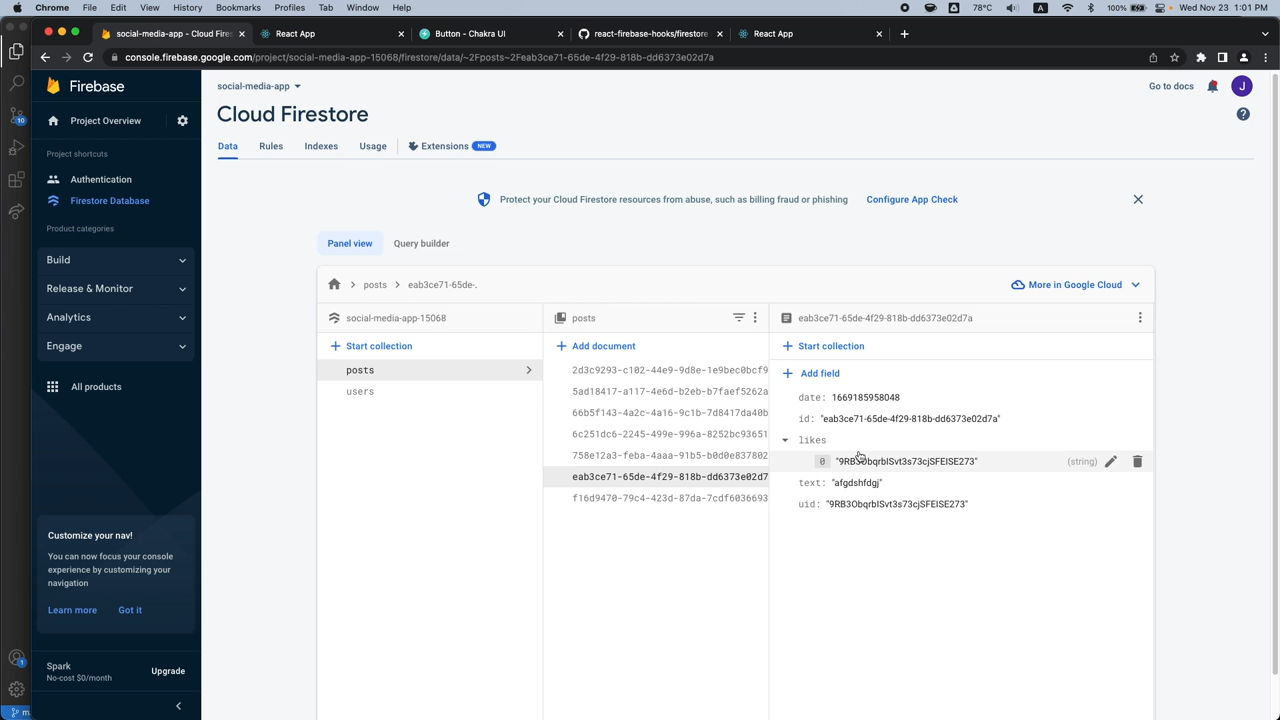 Chrome File Edit View History Bookmarks Profiles Tab Window Help 78°C A 100% Wed Nov 23 1:01 PM
social-media-app - Cloud Fires React App Button - Chakra UI react-firebase-hooks/firestore React App
console.firebase.google.com/project/social-media-app-15068/firestore/data/~2Fposts~2Feab3ce71-65de-4f29-818b-dd6373e02d7a
Firebase
social-media-app
Go to docs
J
Cloud Firestore
Project Overview
10
Data Rules Indexes Usage Extensions NEW
Project shortcuts
Authentication
Firestore Database
Protect your Cloud Firestore resources from abuse, such as billing fraud or phishing Configure App Check
Product categories
Panel view Query builder
Build
Release & Monitor
Analytics
Engage
All products
posts eab3ce71-65de-.
More in Google Cloud
social-media-app-15068
posts
eab3ce71-65de-4f29-818b-dd6373e02d7a
Start collection
Add document
Start collection
posts
users
2d3c9293-c102-44e9-9d8e-1e9bec0bcf9
5ad18417-a117-4e6d-b2eb-b7faef5262a
66b5f143-4a2c-4a16-9c1b-7d8417da40b
6c251dc6-2245-499e-996a-8252bc93651
758e12a3-feba-4aaa-91b5-b0d0e837802
eab3ce71-65de-4f29-818b-dd6373e02d7
f16d9470-79c4-423d-87da-7cdf6036693
Add field
date: 1669185958048
id: "eab3ce71-65de-4f29-818b-dd6373e02d7a"
likes
0 "9RB3ObqrbISvt3s73cjSFEISE273" (string)
text: "afgdshfdgj"
uid: "9RB3ObqrbISvt3s73cjSFEISE273"
Customize your nav!
You can now focus your console
experience by customizing your
navigation
Learn more Got it
1
Spark
No-cost $0/month
Upgrade
m